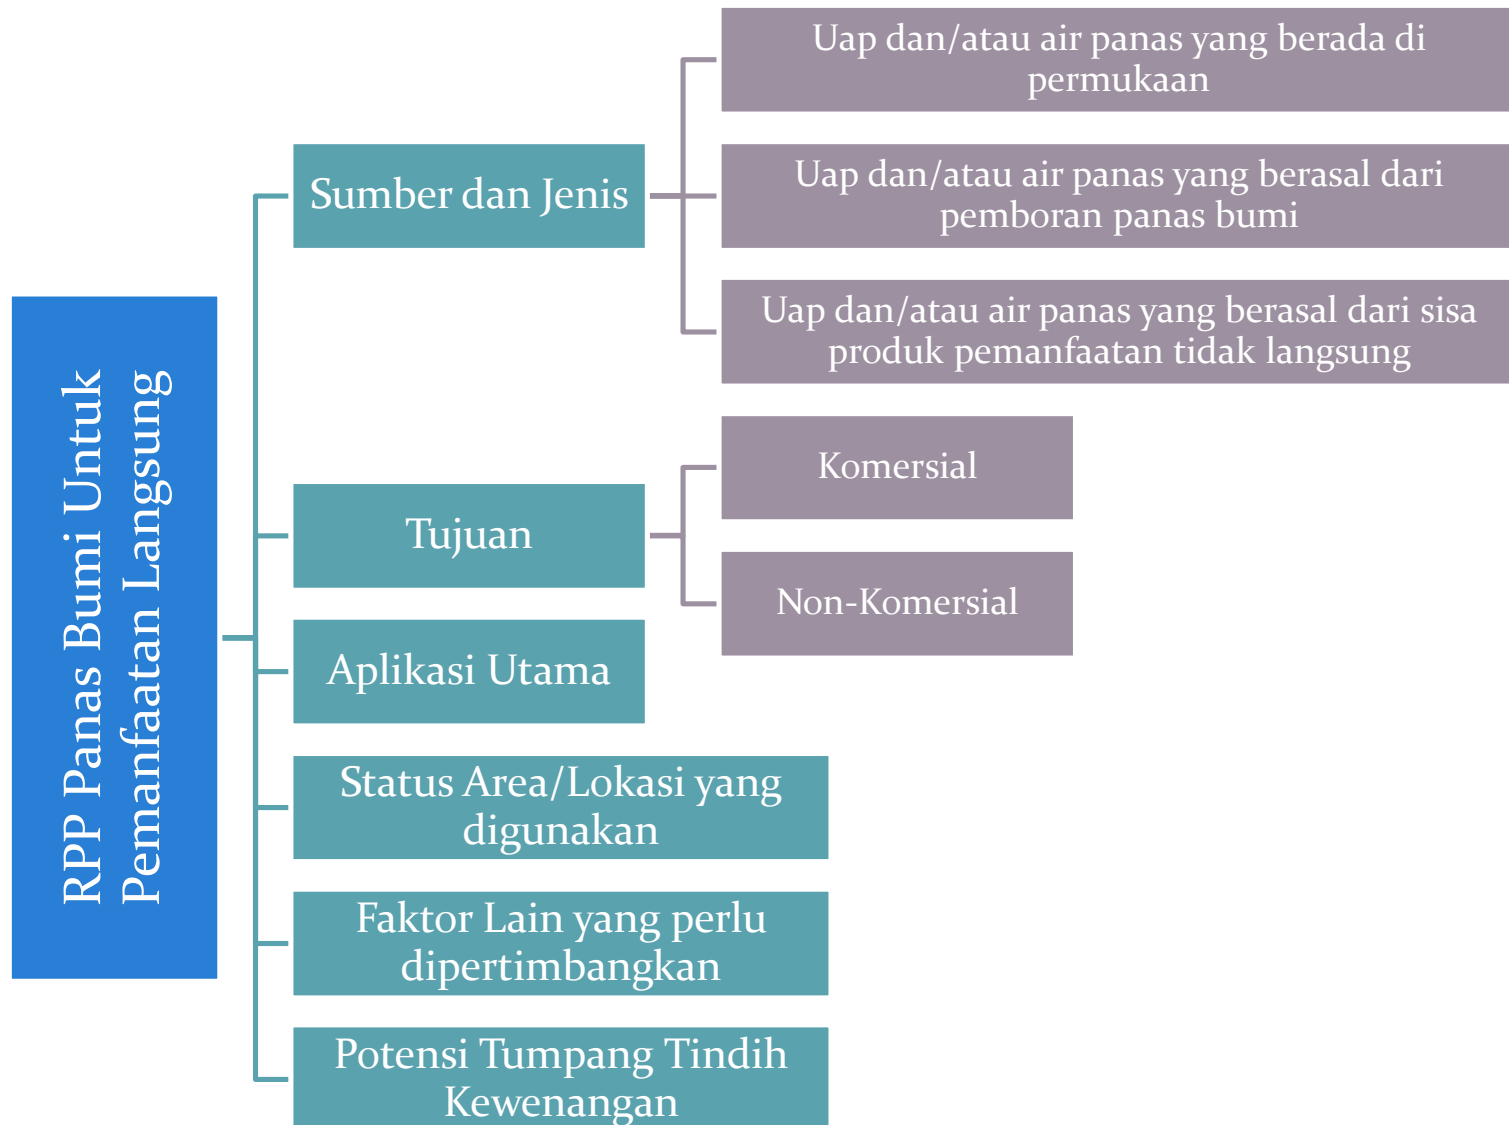 RPP Panas Bumi Untuk
Pemanfaatan Langsung
Sumber dan Jenis
Uap dan/atau air panas yang berada di
permukaan
Uap dan/atau air panas yang berasal dari
pemboran panas bumi
Uap dan/atau air panas yang berasal dari sisa
produk pemanfaatan tidak langsung
Tujuan
Komersial
Non-Komersial
Aplikasi Utama
Status Area/Lokasi yang
digunakan
Faktor Lain yang perlu
dipertimbangkan
Potensi Tumpang Tindih
Kewenangan